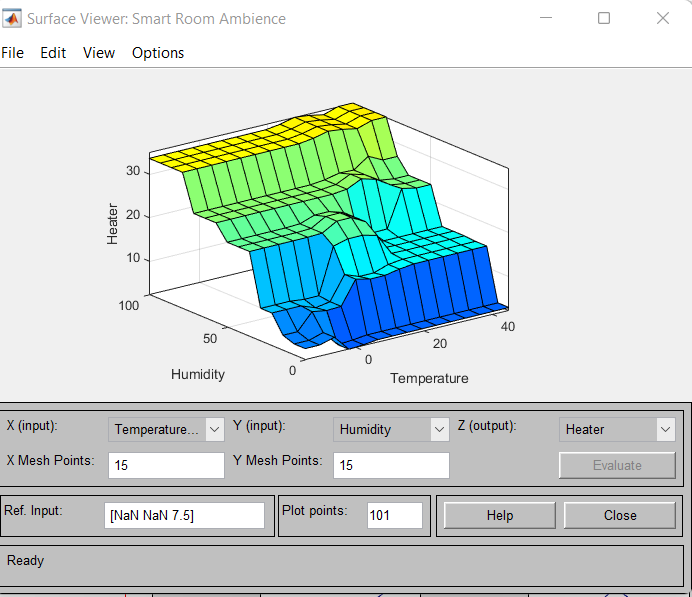 Surface Viewer: Smart Room Ambience
File Edit View Options
30
20
10
Heater
100
50
0
Humidity
0
20
40
Temperature
X (input): Temperature... Y (input): Humidity Z (output): Heater
X Mesh Points: 15 Y Mesh Points: 15 Evaluate
Ref. Input: [NaN NaN 7.5] Plot points: 101 Help Close
Ready